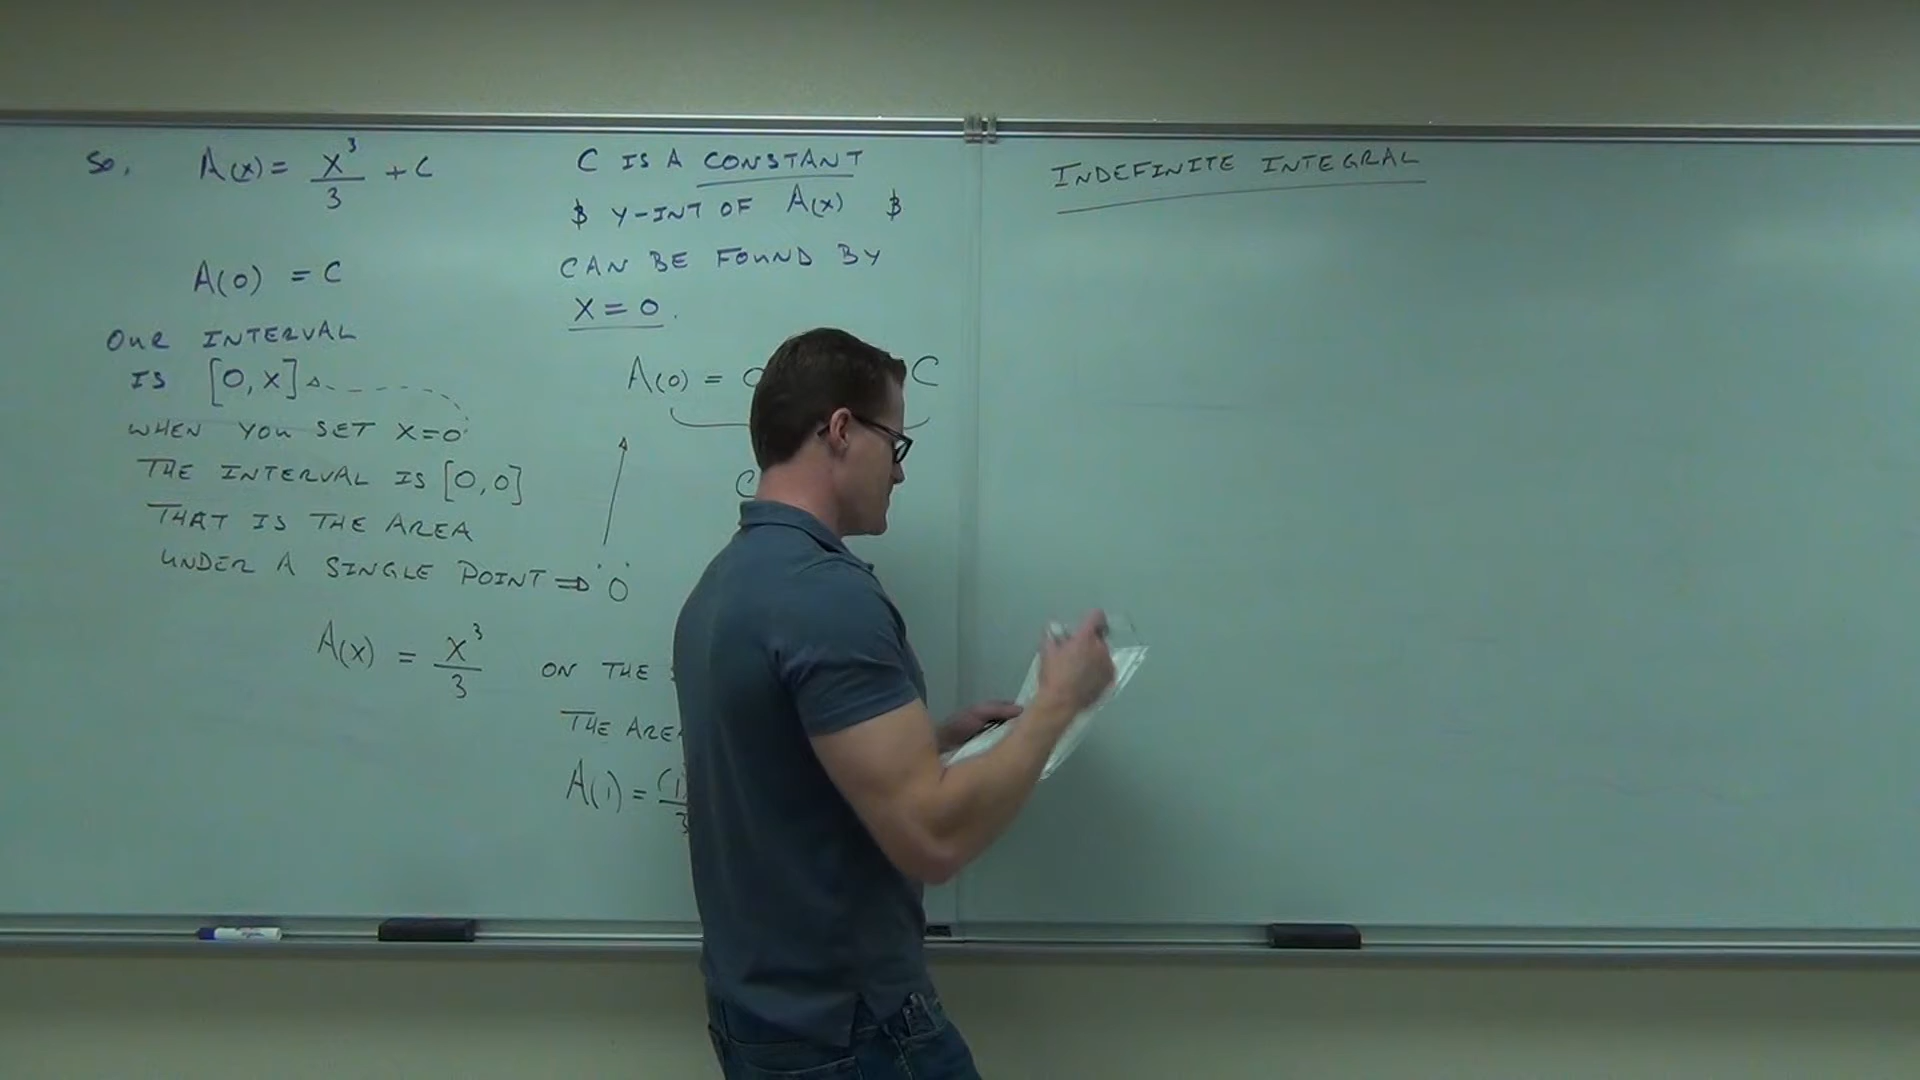 So, A(x) = x³/3 + C
A(0) = C
OUR INTERVAL
IS [0, X]
WHEN YOU SET X=0
THE INTERVAL IS [0,0]
THAT IS THE AREA
UNDER A SINGLE POINT ⇒ 0
A(x) = x³/3 ON THE
C IS A CONSTANT
& Y-INT OF A(x) &
CAN BE FOUND BY
X = 0.
A(0) = C
C
THE AREA
A(1) = (1)/3
INDEFINITE INTEGRAL